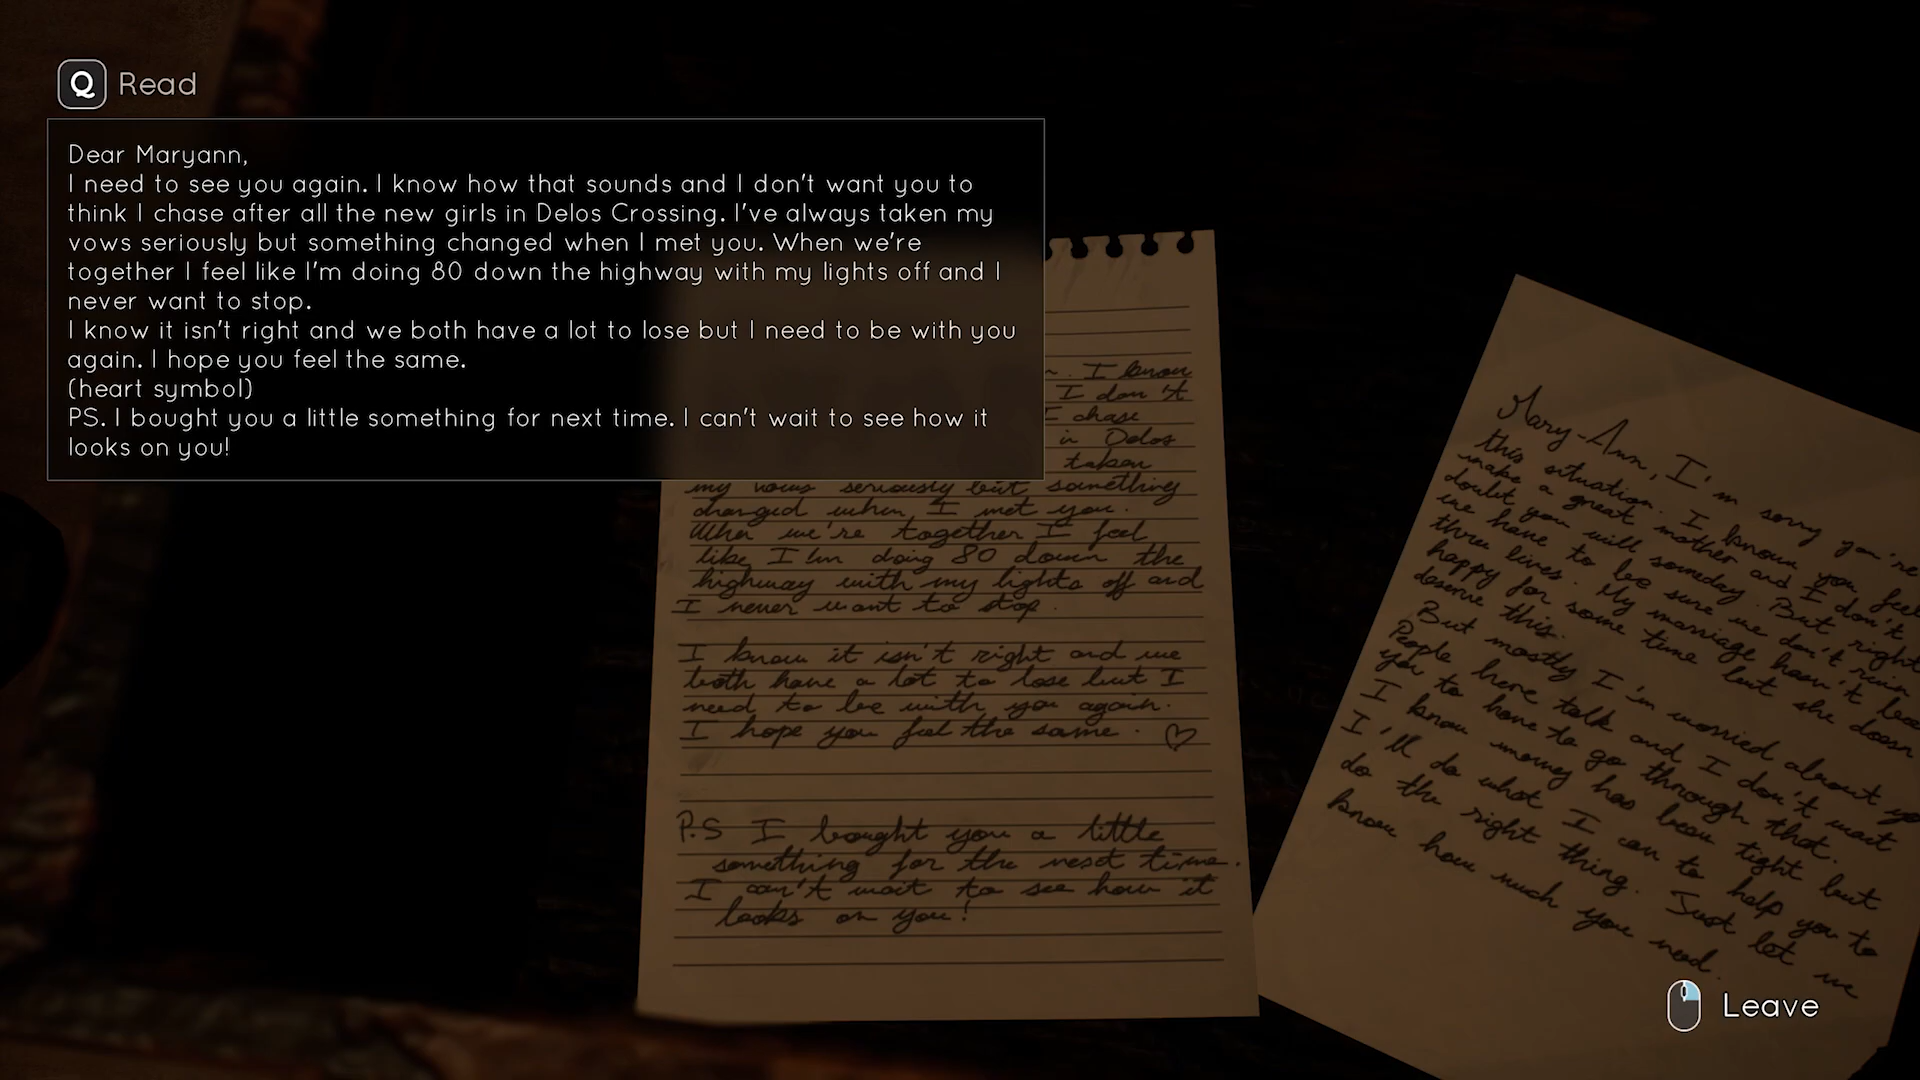 Q Read
Dear Maryann,
I need to see you again. I know how that sounds and I don't want you to
think I chase after all the new girls in Delos Crossing. I've always taken my
vows seriously but something changed when I met you. When we're
together I feel like I'm doing 80 down the highway with my lights off and I
never want to stop.
I know it isn't right and we both have a lot to lose but I need to be with you
again. I hope you feel the same.
(heart symbol)
PS. I bought you a little something for next time. I can't wait to see how it
looks on you!
I know
I don't
I chase
in Delos
taken
my vows seriously but something
changed when I met you.
When we're together I feel
like I'm doing 80 down the
highway with my lights off and
I never want to stop.
I know it isn't right and we
both have a lot to lose but I
need to be with you again.
I hope you feel the same. ♡
P.S I bought you a little
something for the next time.
I can't wait to see how it
looks on you!
Mary-Ann, I'm sorry you're
this situation. I know you feel
make a great mother and I don't
doubt you will someday. But right
we have to be sure we don't ruin
three lives. My marriage hasn't bee
happy for some time but she doesn
deserve this.
But mostly I'm worried about yo
People here talk and I don't want
you to have to go through that.
I know money has been tight but
I'll do what I can to help you to
do the right thing. Just let me
know how much you need.
Leave